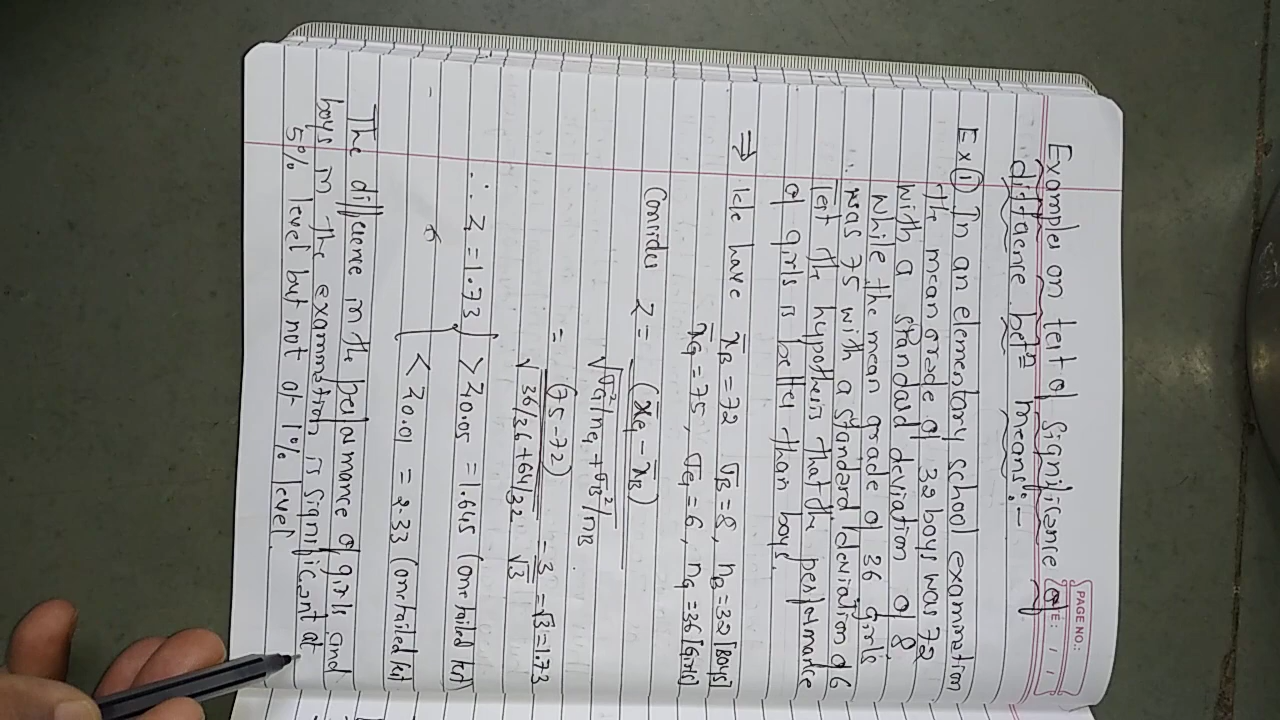 PAGE NO.:
DATE: / /
Examples on test of significance of
difference betn means:-
Ex ① In an elementary school examination
the mean grade of 32 boys was 72
with a standard deviation of 8
while the mean grade of 36 girls
was 75 with a standard deviation of 6
Test the hypothesis that the performance
of girls is better than boys.
⇒ We have x̄B = 72 σB = 8, nB = 32 [Boys]
x̄G = 75, σG = 6, nG = 36 [Girls]
Consider Z = (x̄G - x̄B) / √(σG²/nG + σB²/nB)
= (75-72) / √(36/36 + 64/32) = 3/√3 = √3 = 1.73
∴ Z = 1.73 } > Z0.05 = 1.645 (one tailed test)
< Z0.01 = 2.33 (one tailed test)
The difference in the performance of girls and
boys in the examination is significant at
5% level but not at 1% level.